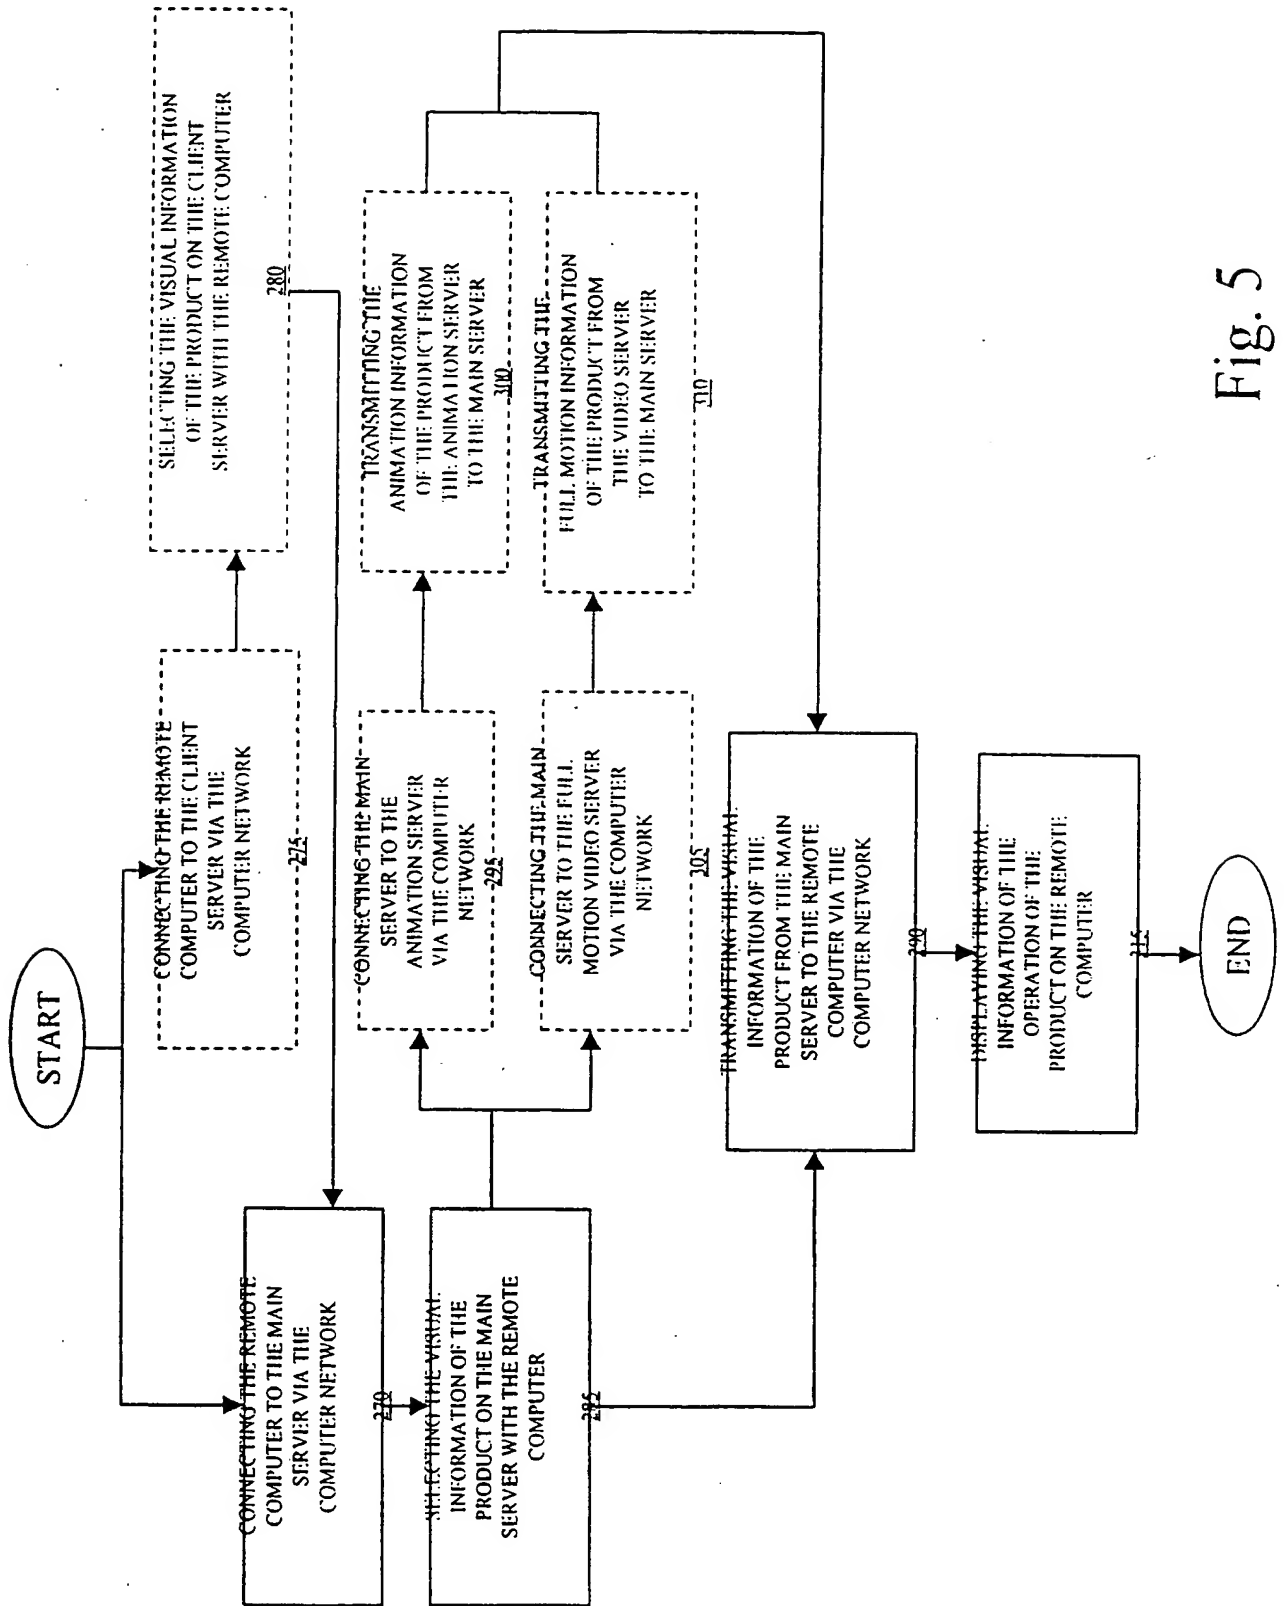 START
CONNECTING THE REMOTE
COMPUTER TO THE CLIENT
SERVER VIA THE
COMPUTER NETWORK
275
SELECTING THE VISUAL INFORMATION
OF THE PRODUCT ON THE CLIENT
SERVER WITH THE REMOTE COMPUTER
280
CONNECTING THE REMOTE
COMPUTER TO THE MAIN
SERVER VIA THE
COMPUTER NETWORK
270
SELECTING THE VISUAL
INFORMATION OF THE
PRODUCT ON THE MAIN
SERVER WITH THE REMOTE
COMPUTER
285
CONNECTING THE MAIN
SERVER TO THE
ANIMATION SERVER
VIA THE COMPUTER
NETWORK
295
TRANSMITTING THE
ANIMATION INFORMATION
OF THE PRODUCT FROM
THE ANIMATION SERVER
TO THE MAIN SERVER
300
CONNECTING THE MAIN
SERVER TO THE FULL
MOTION VIDEO SERVER
VIA THE COMPUTER
NETWORK
305
TRANSMITTING THE
FULL MOTION INFORMATION
OF THE PRODUCT FROM
THE VIDEO SERVER
TO THE MAIN SERVER
310
TRANSMITTING THE VISUAL
INFORMATION OF THE
PRODUCT FROM THE MAIN
SERVER TO THE REMOTE
COMPUTER VIA THE
COMPUTER NETWORK
290
DISPLAYING THE VISUAL
INFORMATION OF THE
OPERATION OF THE
PRODUCT ON THE REMOTE
COMPUTER
END
Fig. 5